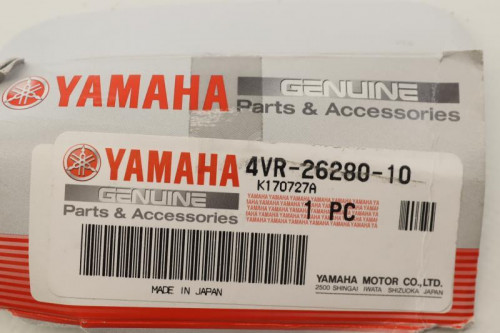 YAMAHA GENUINE
Parts & Accessories
YAMAHA 4VR-26280-10
K170727A
GENUINE
Parts & Accessories
1 PC
MADE IN JAPAN
YAMAHA MOTOR CO.,LTD.
2500 SHINGAI IWATA SHIZUOKA JAPAN